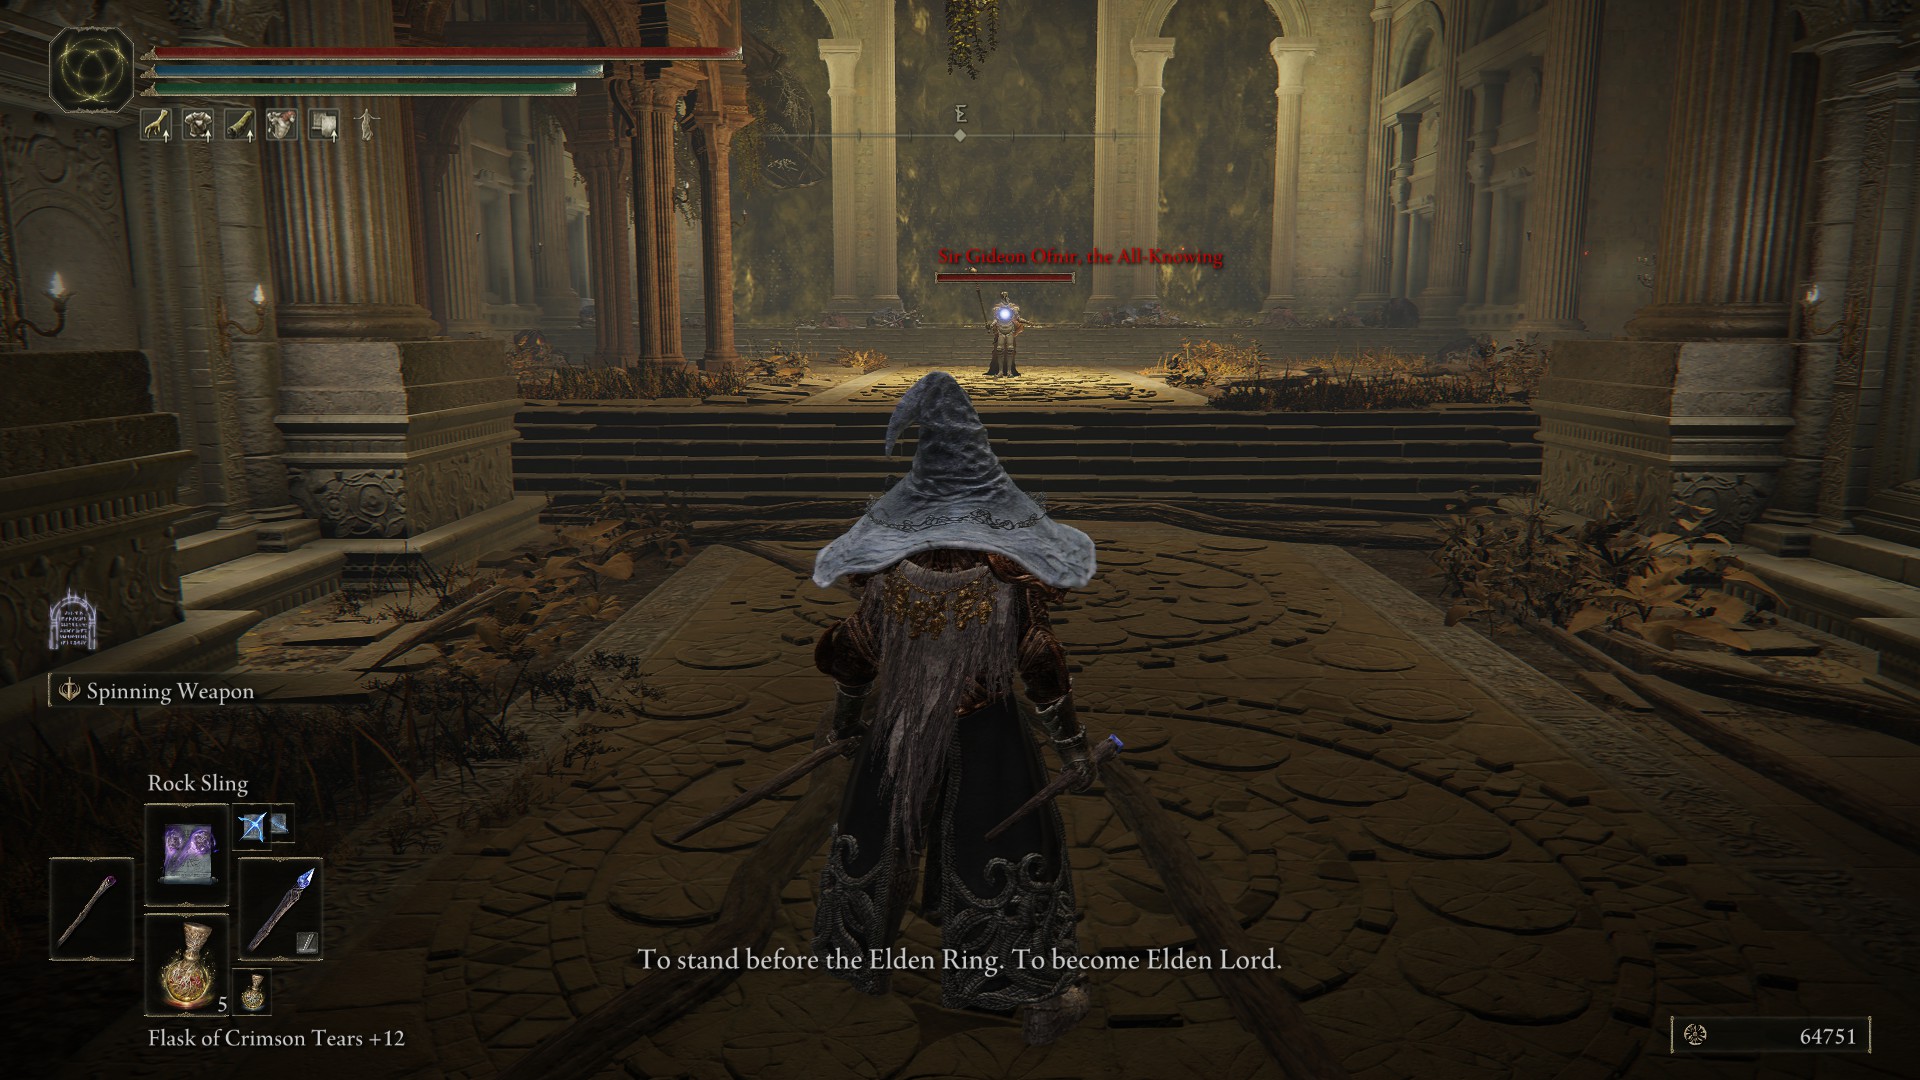 E
Sir Gideon Ofnir, the All-Knowing
Spinning Weapon
Rock Sling
To stand before the Elden Ring. To become Elden Lord.
5
Flask of Crimson Tears +12
64751